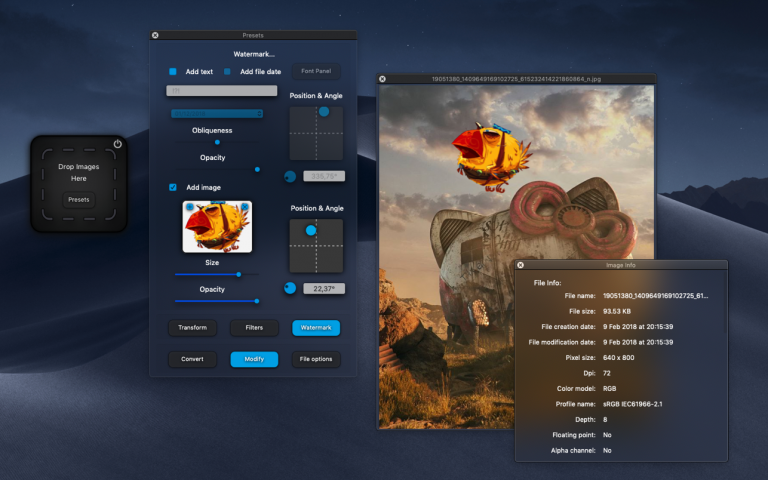 Presets
Watermark...
Add text
Add file date
Font Panel
Position & Angle
Obliqueness
Opacity
Add image
Position & Angle
Size
Opacity
22,37°
Transform
Filters
Watermark
Convert
Modify
File options
Drop Images
Here
Presets
19051380_1409649169102725_6152324142218608​64_n.jpg
Image Info
File Info:
File name: 19051380_1409649169102725_61...
File size: 93.53 KB
File creation date: 9 Feb 2018 at 20:15:39
File modification date: 9 Feb 2018 at 20:15:39
Pixel size: 640 x 800
Dpi: 72
Color model: RGB
Profile name: sRGB IEC61966-2.1
Depth: 8
Floating point: No
Alpha channel: No